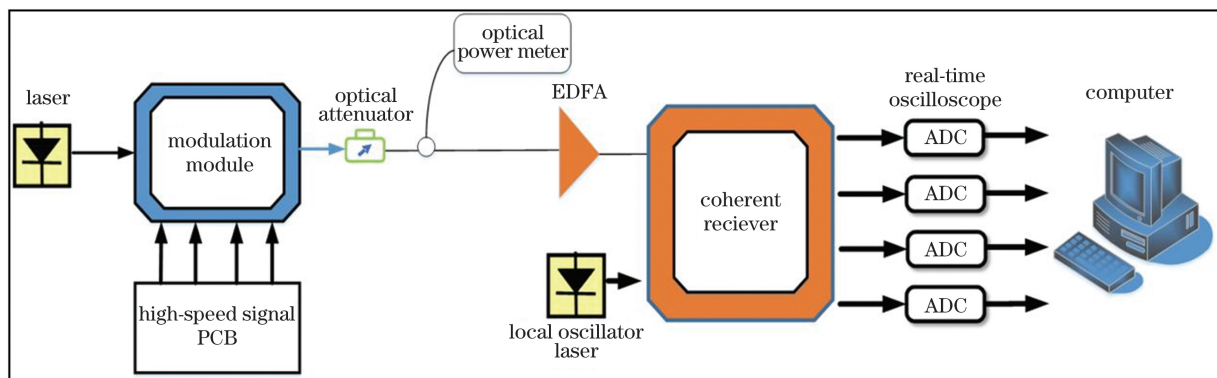 laser
modulation
module
high-speed signal
PCB
optical
attenuator
optical
power meter
EDFA
local oscillator
laser
coherent
reciever
real-time
oscilloscope
ADC
ADC
ADC
ADC
computer